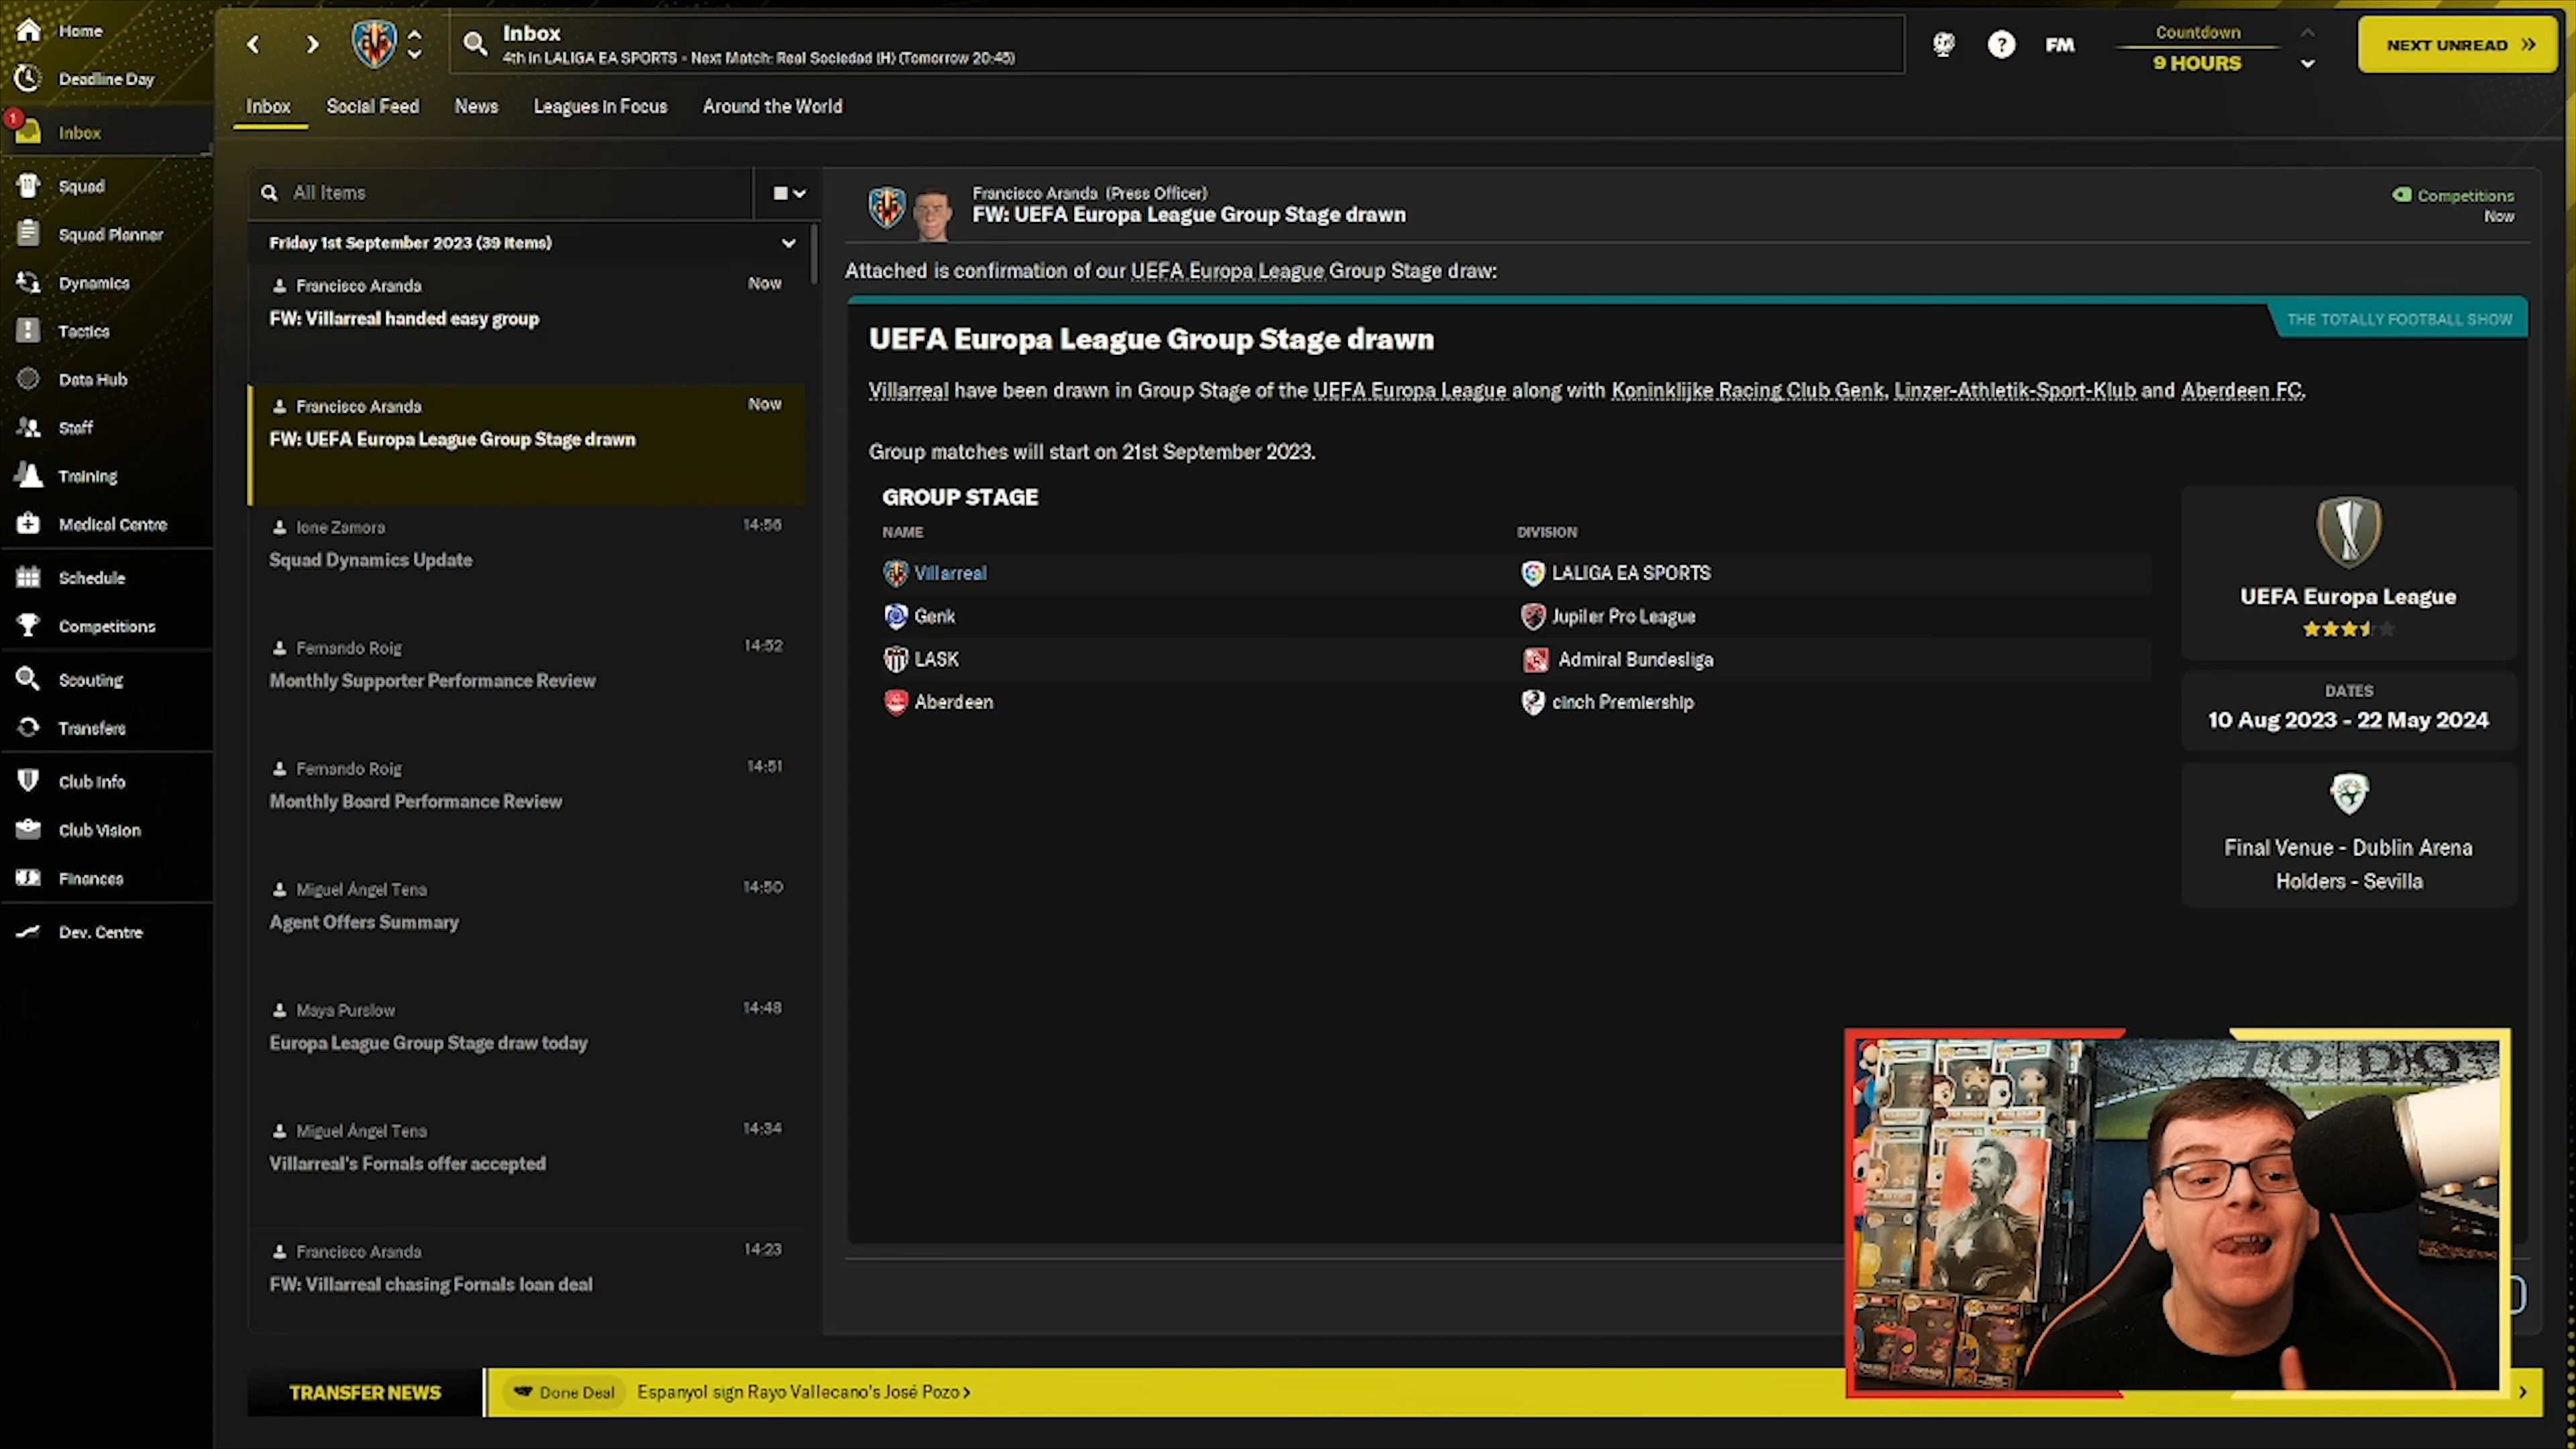 Home
Deadline Day
1
Inbox
Squad
Squad Planner
Dynamics
Tactics
Data Hub
Staff
Training
Medical Centre
Schedule
Competitions
Scouting
Transfers
Club Info
Club Vision
Finances
Dev. Centre
Inbox
4th in LALIGA EA SPORTS - Next Match: Real Sociedad (H) (Tomorrow 20:45)
FM
Countdown
9 HOURS
NEXT UNREAD
Inbox Social Feed News Leagues in Focus Around the World
All Items
Friday 1st September 2023 (39 Items)
Francisco Aranda Now
FW: Villarreal handed easy group
Francisco Aranda Now
FW: UEFA Europa League Group Stage drawn
Ione Zamora 14:56
Squad Dynamics Update
Fernando Roig 14:52
Monthly Supporter Performance Review
Fernando Roig 14:51
Monthly Board Performance Review
Miguel Ángel Tena 14:50
Agent Offers Summary
Maya Purslow 14:48
Europa League Group Stage draw today
Miguel Ángel Tena 14:34
Villarreal's Fornals offer accepted
Francisco Aranda 14:23
FW: Villarreal chasing Fornals loan deal
Francisco Aranda (Press Officer)
FW: UEFA Europa League Group Stage drawn
Competitions
Now
Attached is confirmation of our UEFA Europa League Group Stage draw:
THE TOTALLY FOOTBALL SHOW
UEFA Europa League Group Stage drawn
Villarreal have been drawn in Group Stage of the UEFA Europa League along with Koninklijke Racing Club Genk, Linzer-Athletik-Sport-Klub and Aberdeen FC.
Group matches will start on 21st September 2023.
GROUP STAGE
NAME DIVISION
Villarreal LALIGA EA SPORTS
Genk Jupiler Pro League
LASK Admiral Bundesliga
Aberdeen cinch Premiership
UEFA Europa League
DATES
10 Aug 2023 - 22 May 2024
Final Venue - Dublin Arena
Holders - Sevilla
TO DO
TRANSFER NEWS
Done Deal Espanyol sign Rayo Vallecano's José Pozo